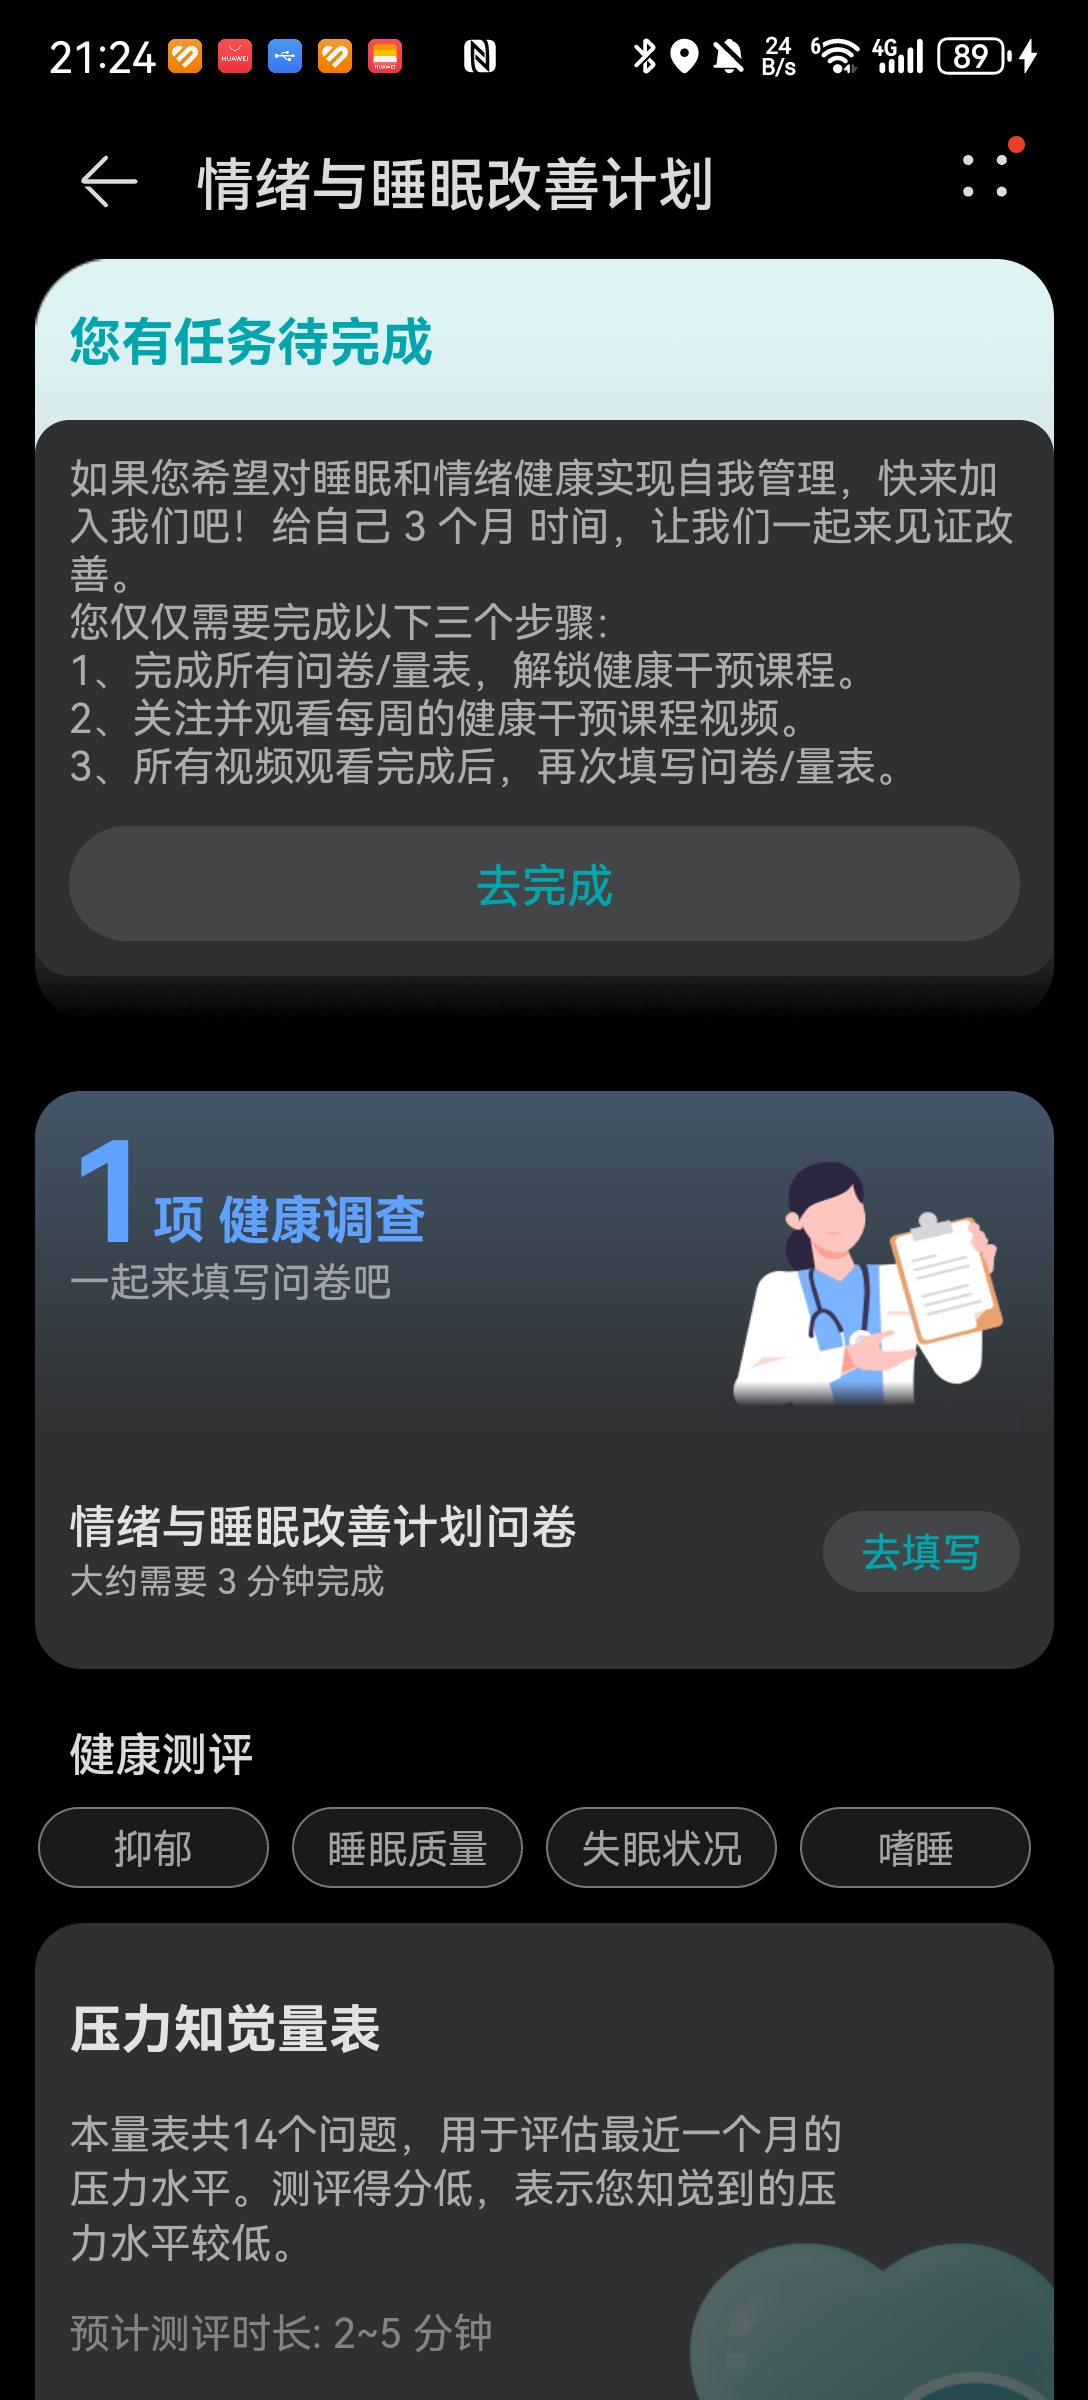 21:24
HUAWEI
HUAWEI
24
B/s
6
4G
89
情绪与睡眠改善计划
您有任务待完成
如果您希望对睡眠和情绪健康实现自我管理，快来加
入我们吧！给自己 3 个月 时间，让我们一起来见证改
善。
您仅仅需要完成以下三个步骤：
1、完成所有问卷/量表，解锁健康干预课程。
2、关注并观看每周的健康干预课程视频。
3、所有视频观看完成后，再次填写问卷/量表。
去完成
1项 健康调查
一起来填写问卷吧
情绪与睡眠改善计划问卷
大约需要 3 分钟完成
去填写
健康测评
抑郁
睡眠质量
失眠状况
嗜睡
压力知觉量表
本量表共14个问题，用于评估最近一个月的
压力水平。测评得分低，表示您知觉到的压
力水平较低。
预计测评时长: 2~5 分钟